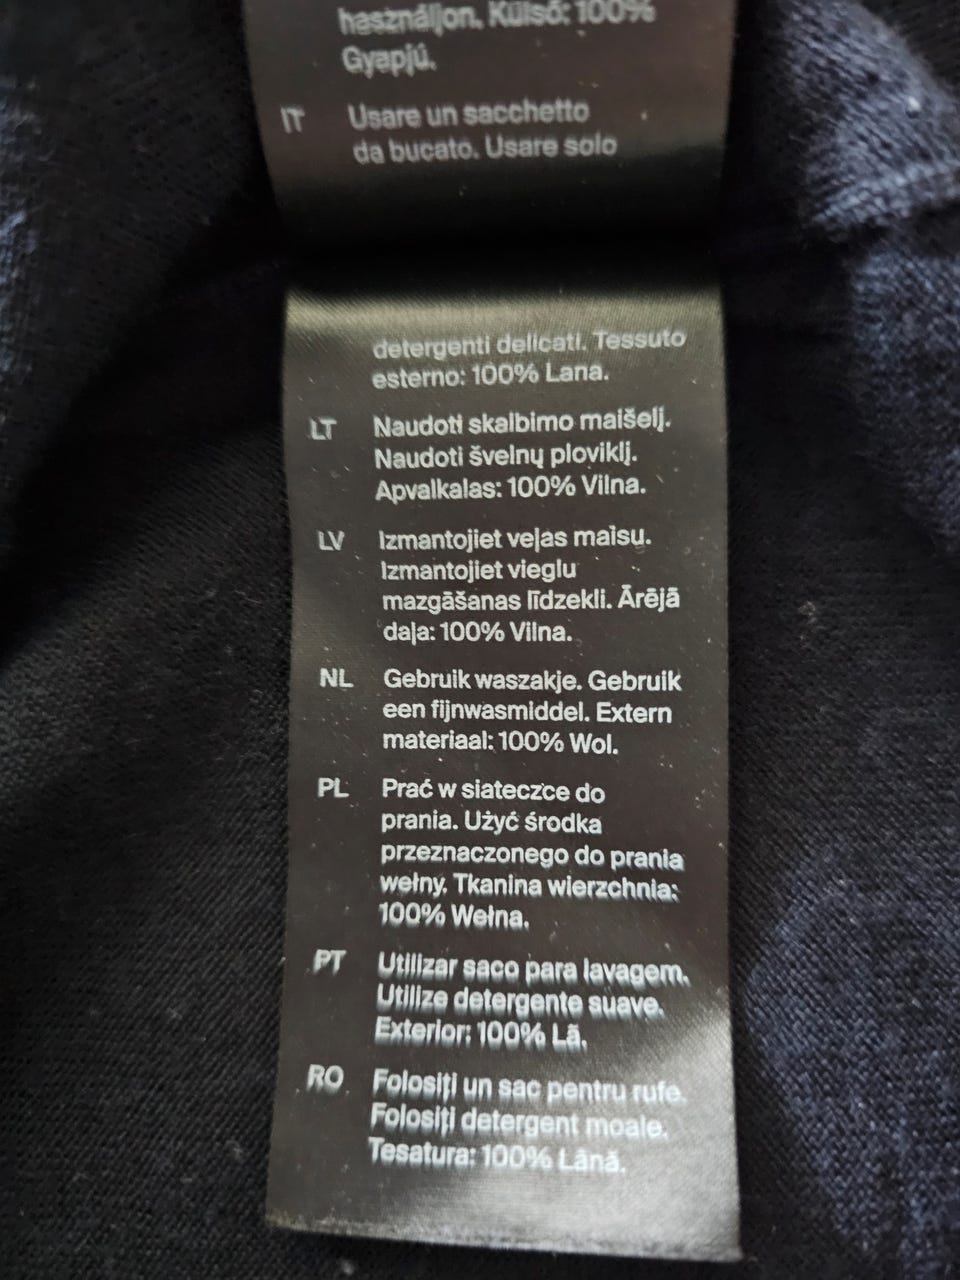 használjon. Külső: 100%
Gyapjú.
IT Usare un sacchetto
da bucato. Usare solo
detergenti delicati. Tessuto
esterno: 100% Lana.
LT Naudoti skalbimo maišelį.
Naudoti švelnų ploviklį.
Apvalkalas: 100% Vilna.
LV Izmantojiet veļas maisu.
Izmantojiet vieglu
mazgāšanas līdzekli. Ārējā
daļa: 100% Vilna.
NL Gebruik waszakje. Gebruik
een fijnwasmiddel. Extern
materiaal: 100% Wol.
PL Prać w siateczce do
prania. Użyć środka
przeznaczonego do prania
wełny. Tkanina wierzchnia:
100% Wełna.
PT Utilizar saco para lavagem.
Utilize detergente suave.
Exterior: 100% Lã.
RO Folosiți un sac pentru rufe.
Folosiți detergent moale.
Tesatura: 100% Lână.